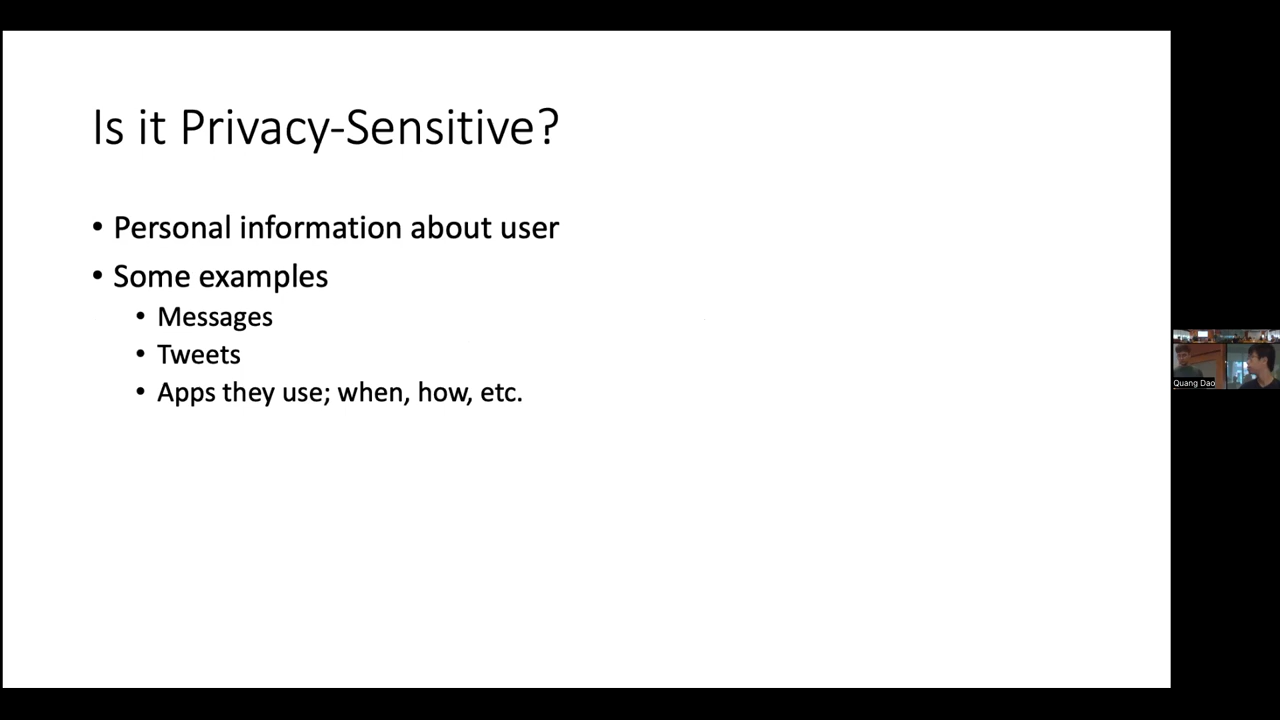 Is it Privacy-Sensitive?
• Personal information about user
• Some examples
• Messages
• Tweets
• Apps they use; when, how, etc.
Quang Dao